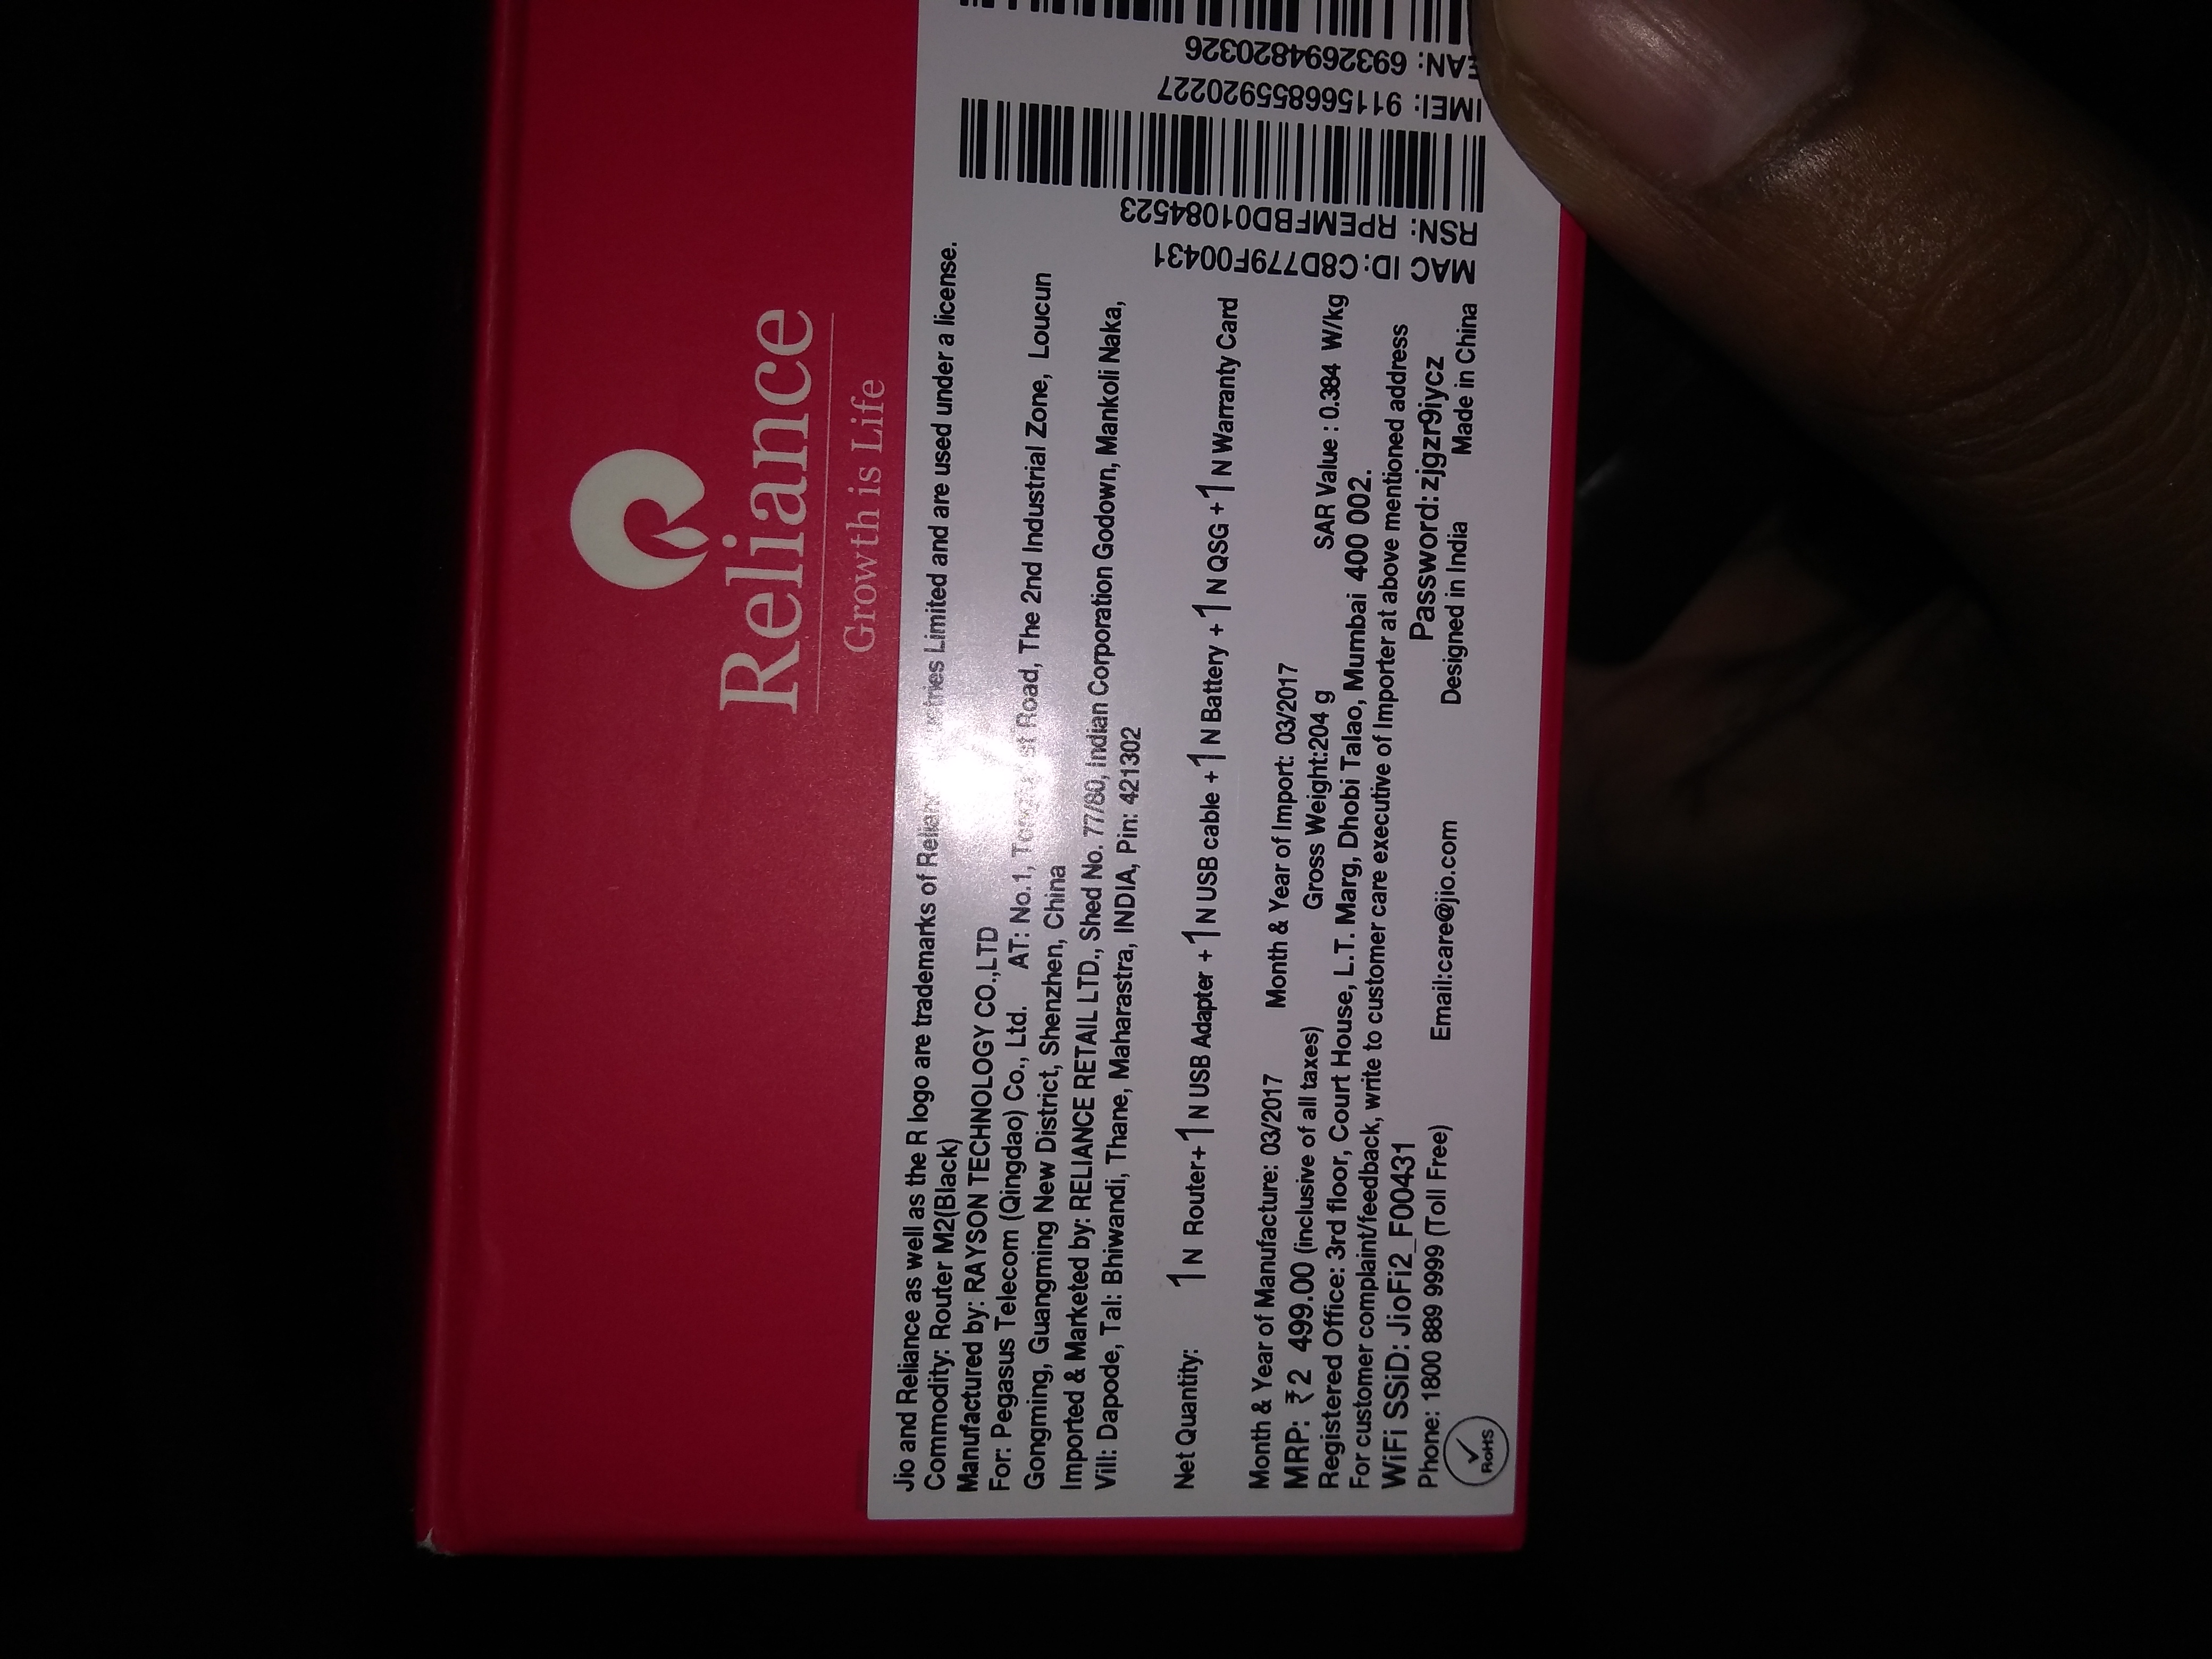 Reliance
Growth is Life
Jio and Reliance as well as the R logo are trademarks of Limited and are used under a license.
Commodity: Router M2(Black)
Manufactured by: RAYSON TECHNOLOGY CO.,LTD
For: Pegasus Telecom (Qingdao) Co., Ltd. AT: No.1, Road, The 2nd Industrial Zone, Loucun
Gongming, Guangming New District, Shenzhen, China
Imported & Marketed by: RELIANCE RETAIL LTD., Shed No. 77/80, Indian Corporation Godown, Mankoli Naka,
Vill: Dapode, Tal: Bhiwandi, Thane, Maharastra, INDIA, Pin: 421302
Net Quantity: 1 N Router+ 1 N USB Adapter + 1 N USB cable + 1 N Battery + 1 N QSG + 1 N Warranty Card
Month & Year of Manufacture: 03/2017 Month & Year of Import: 03/2017
MRP: ₹2 499.00 (inclusive of all taxes) Gross Weight:204 g SAR Value : 0.384 W/kg
Registered Office: 3rd floor, Court House, L.T. Marg, Dhobi Talao, Mumbai 400 002.
For customer complaint/feedback, write to customer care executive of Importer at above mentioned address
WiFi SSiD: JioFi2_F00431 Password: zjgzr9iycz
Phone: 1800 889 9999 (Toll Free) Email:care@jio.com Designed in India Made in China
RoHS
MAC ID:C8D779F00431
RSN: RPEMFBD01084523
IMEI: 911566855920227
EAN: 6932694820326